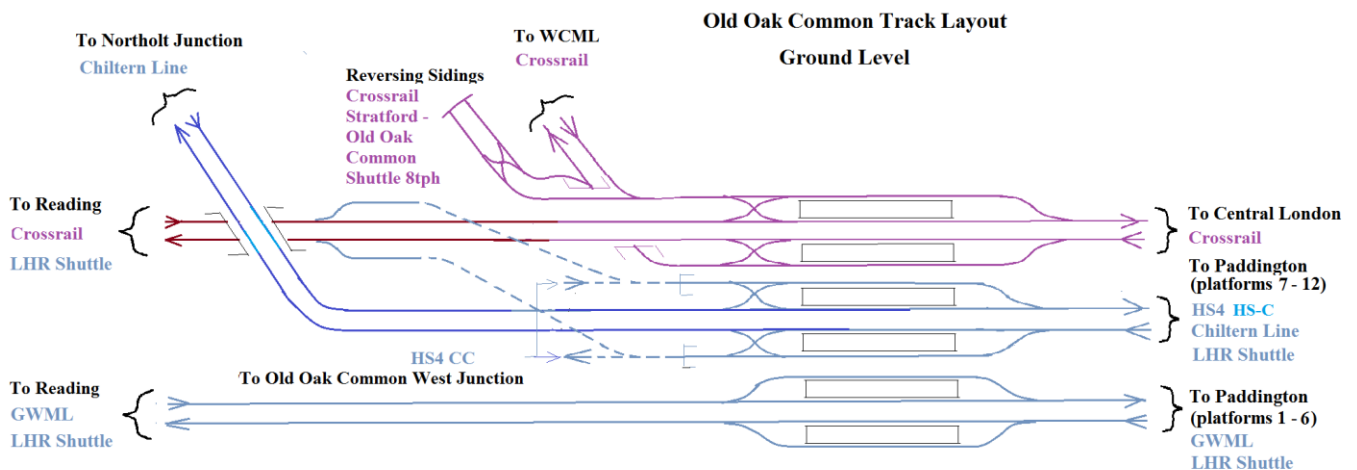 Old Oak Common Track Layout
Ground Level
To Northolt Junction
Chiltern Line
To WCML
Crossrail
Reversing Sidings
Crossrail
Stratford -
Old Oak
Common
Shuttle 8tph
To Reading
Crossrail
LHR Shuttle
To Central London
Crossrail
To Paddington
(platforms 7 - 12)
HS4 HS-C
Chiltern Line
LHR Shuttle
HS4 CC
To Old Oak Common West Junction
To Reading
GWML
LHR Shuttle
To Paddington
(platforms 1 - 6)
GWML
LHR Shuttle